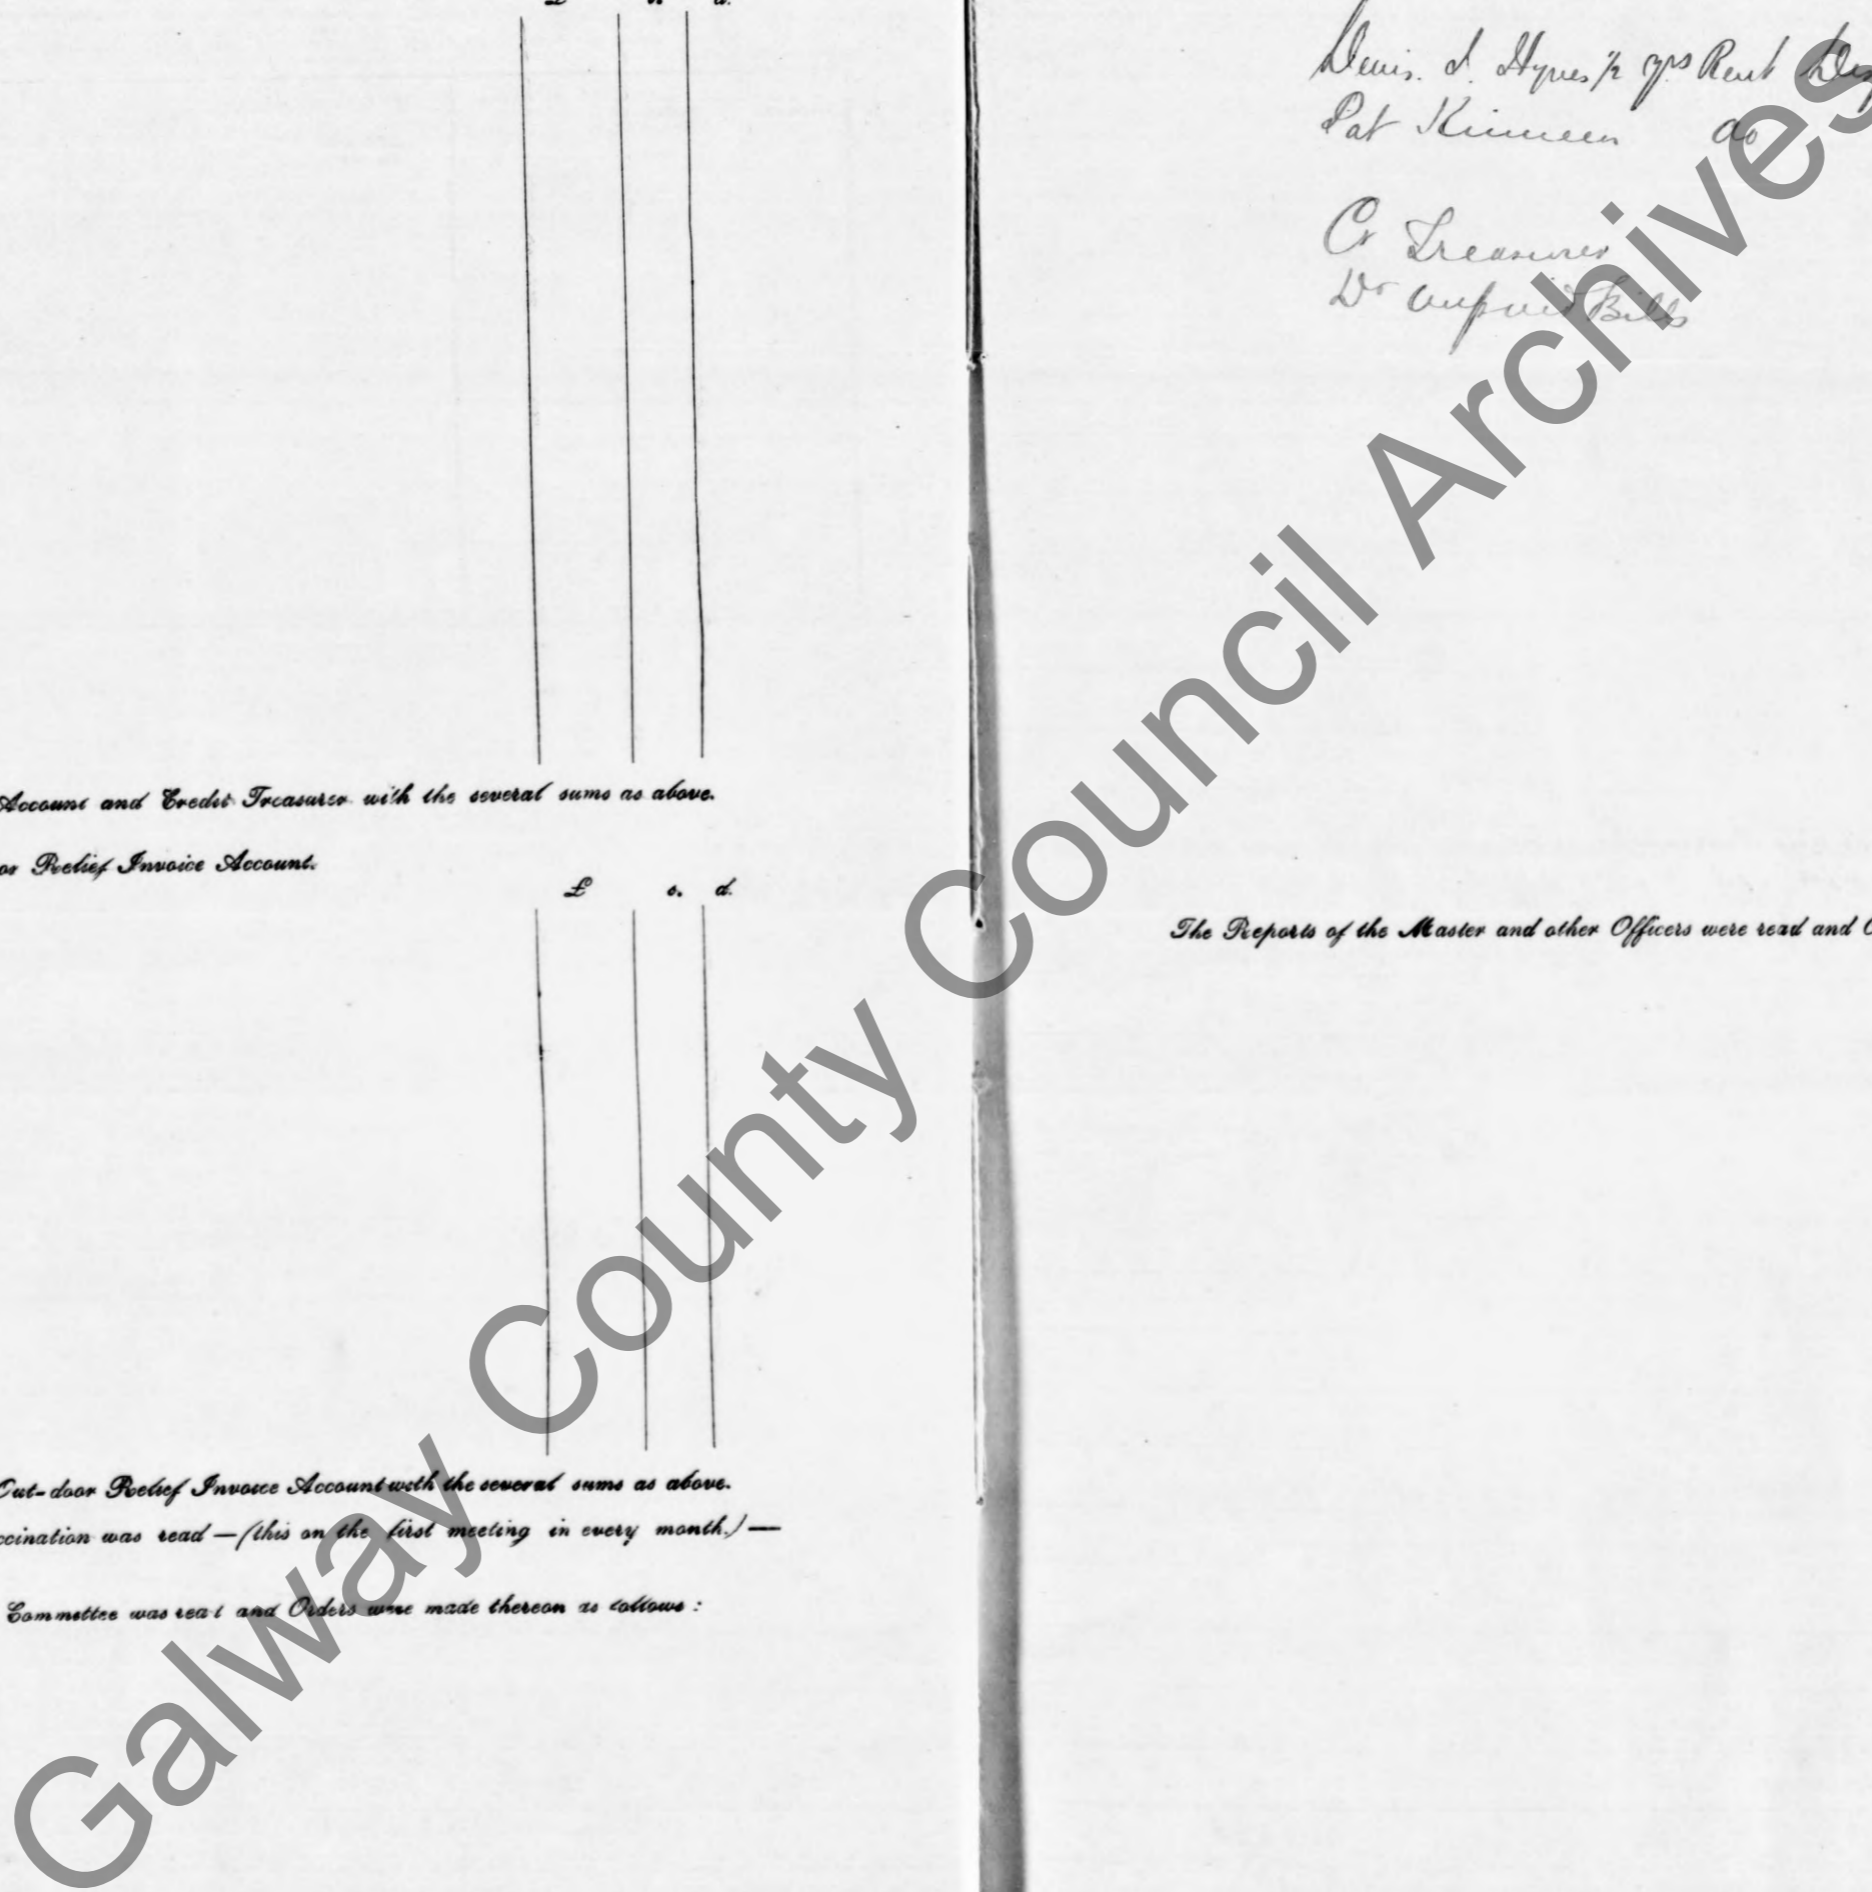 £ s. d.
Account and Credit Treasurer with the several sums as above.
or Relief Invoice Account.
£ s. d.
Out-door Relief Invoice Account with the several sums as above.
ccination was read — (this on the first meeting in every month.) —
Committee was read and Orders were made thereon as follows :
Denis. J. Hynes ½ yrs Rent
Pat Kinneen do
Cr Treasurer
Dr unpaid Bills
The Reports of the Master and other Officers were read and O
Galway County Council Archives